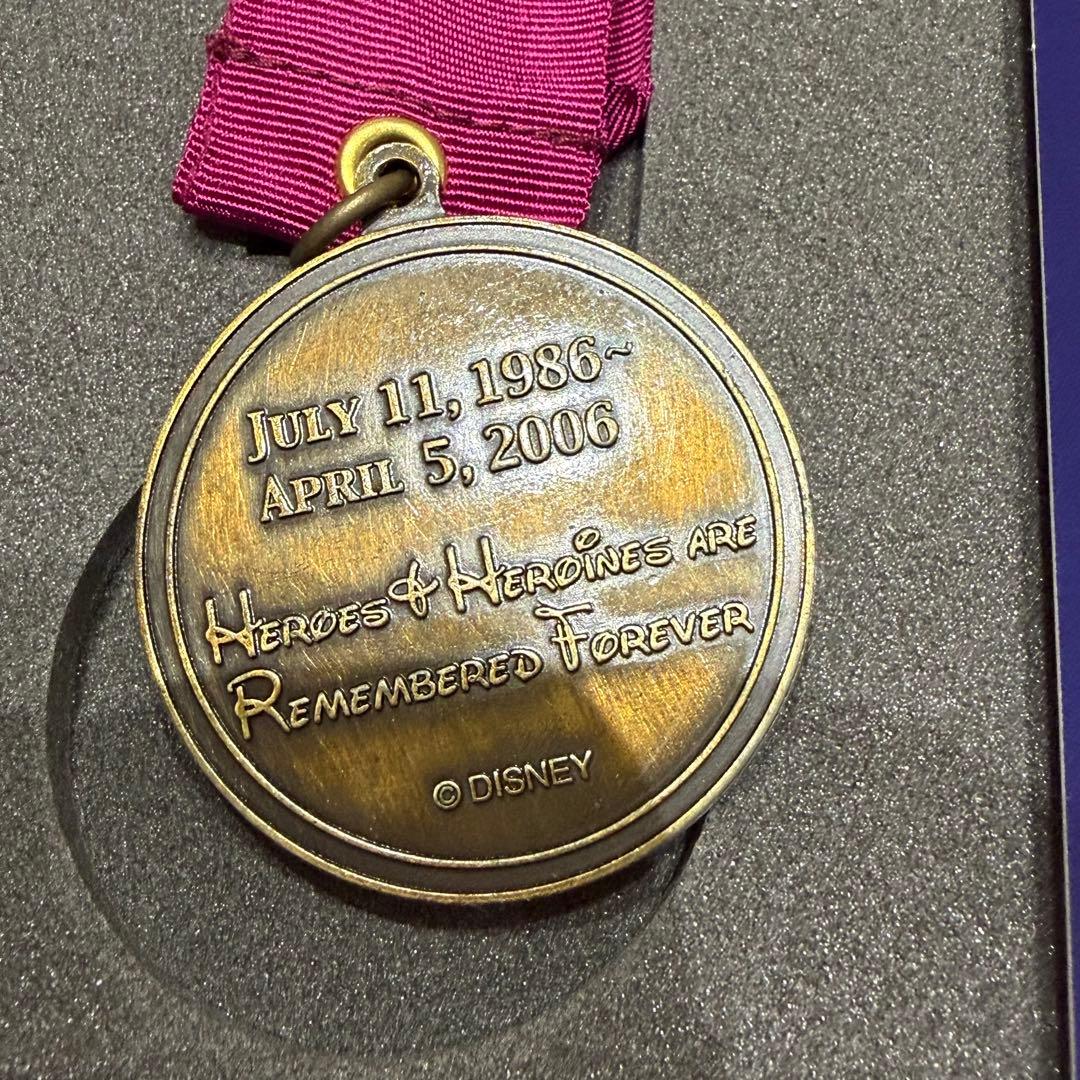 JULY 11, 1986~
APRIL 5, 2006
HEROES & HEROINES ARE
REMEMBERED FOREVER
© DISNEY